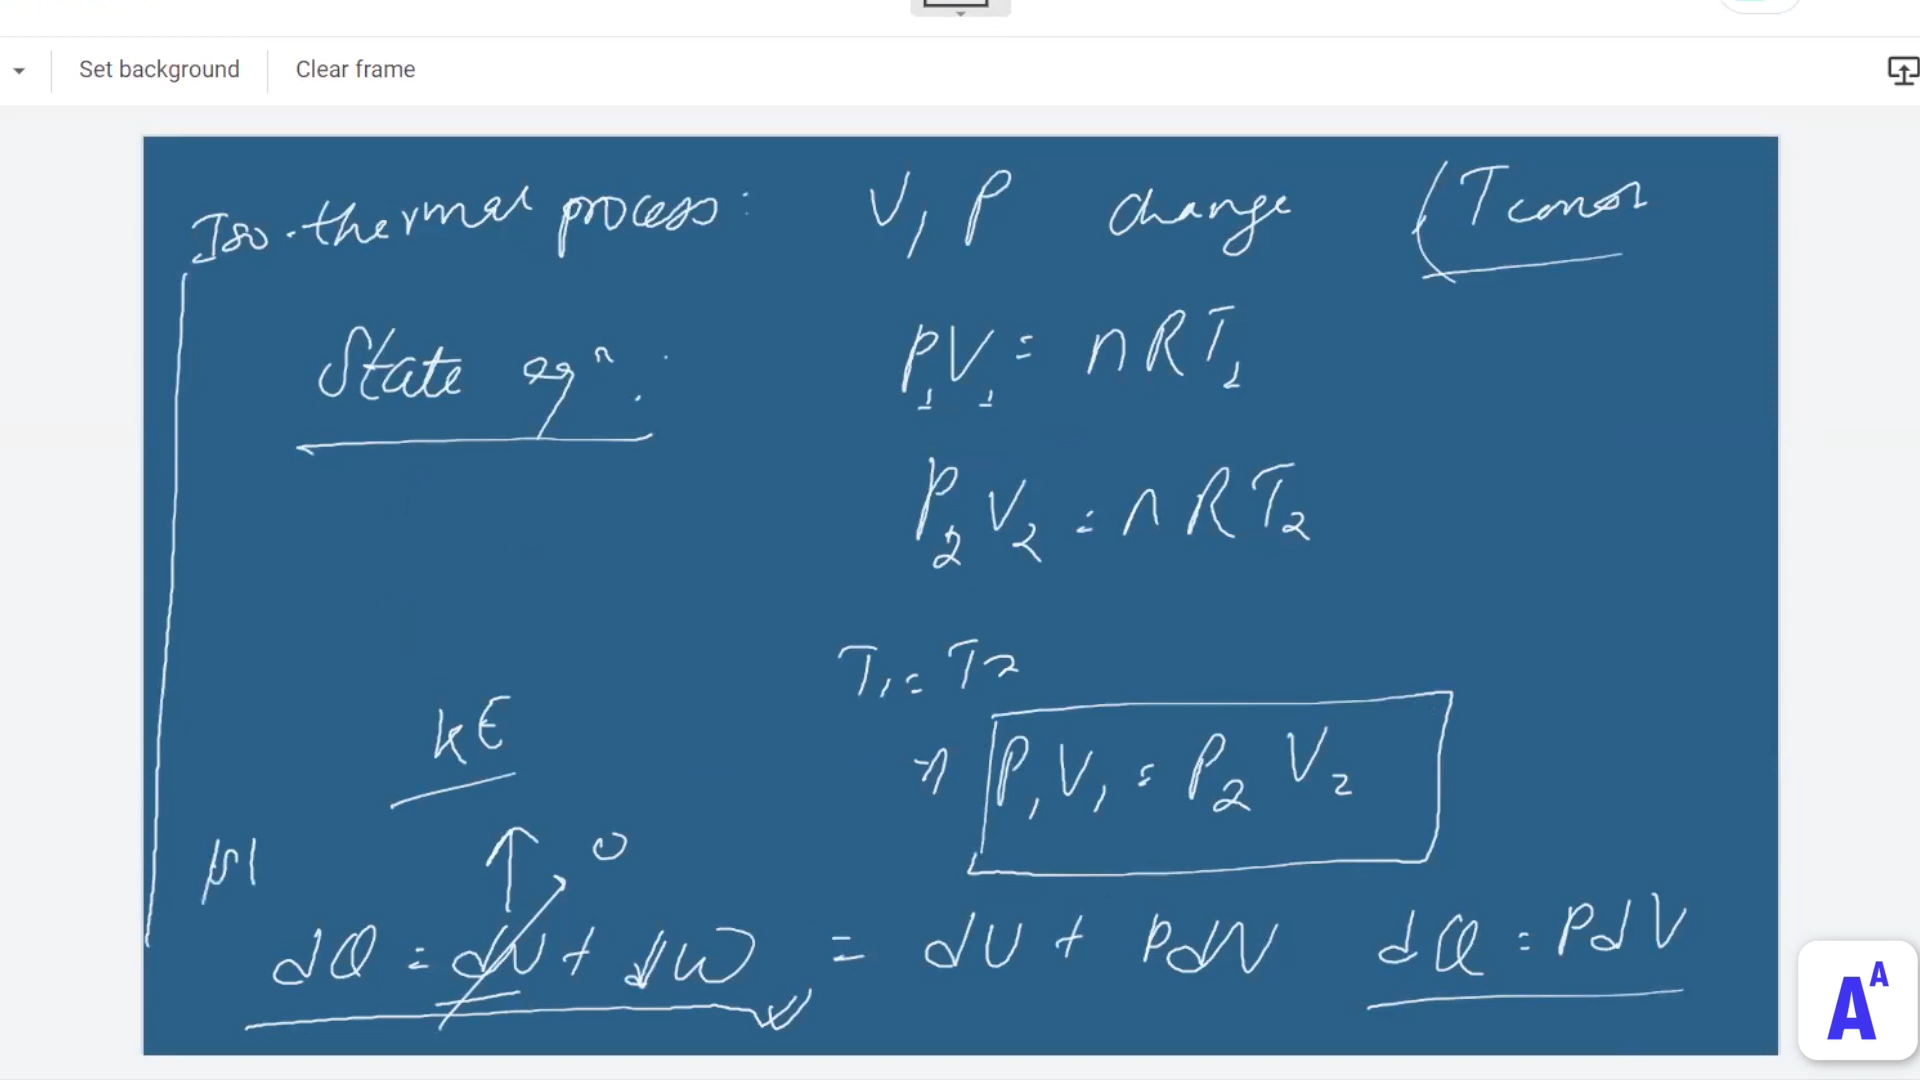 Set background
Clear frame
Iso-thermal process: V, P change (T const
State eqⁿ:
P₁V₁ = nRT₁
P₂V₂ = nRT₂
T₁ = T₂
KE
⇒ P₁V₁ = P₂V₂
0
dQ = dU + dW = dU + PdV
dQ = PdV
A A